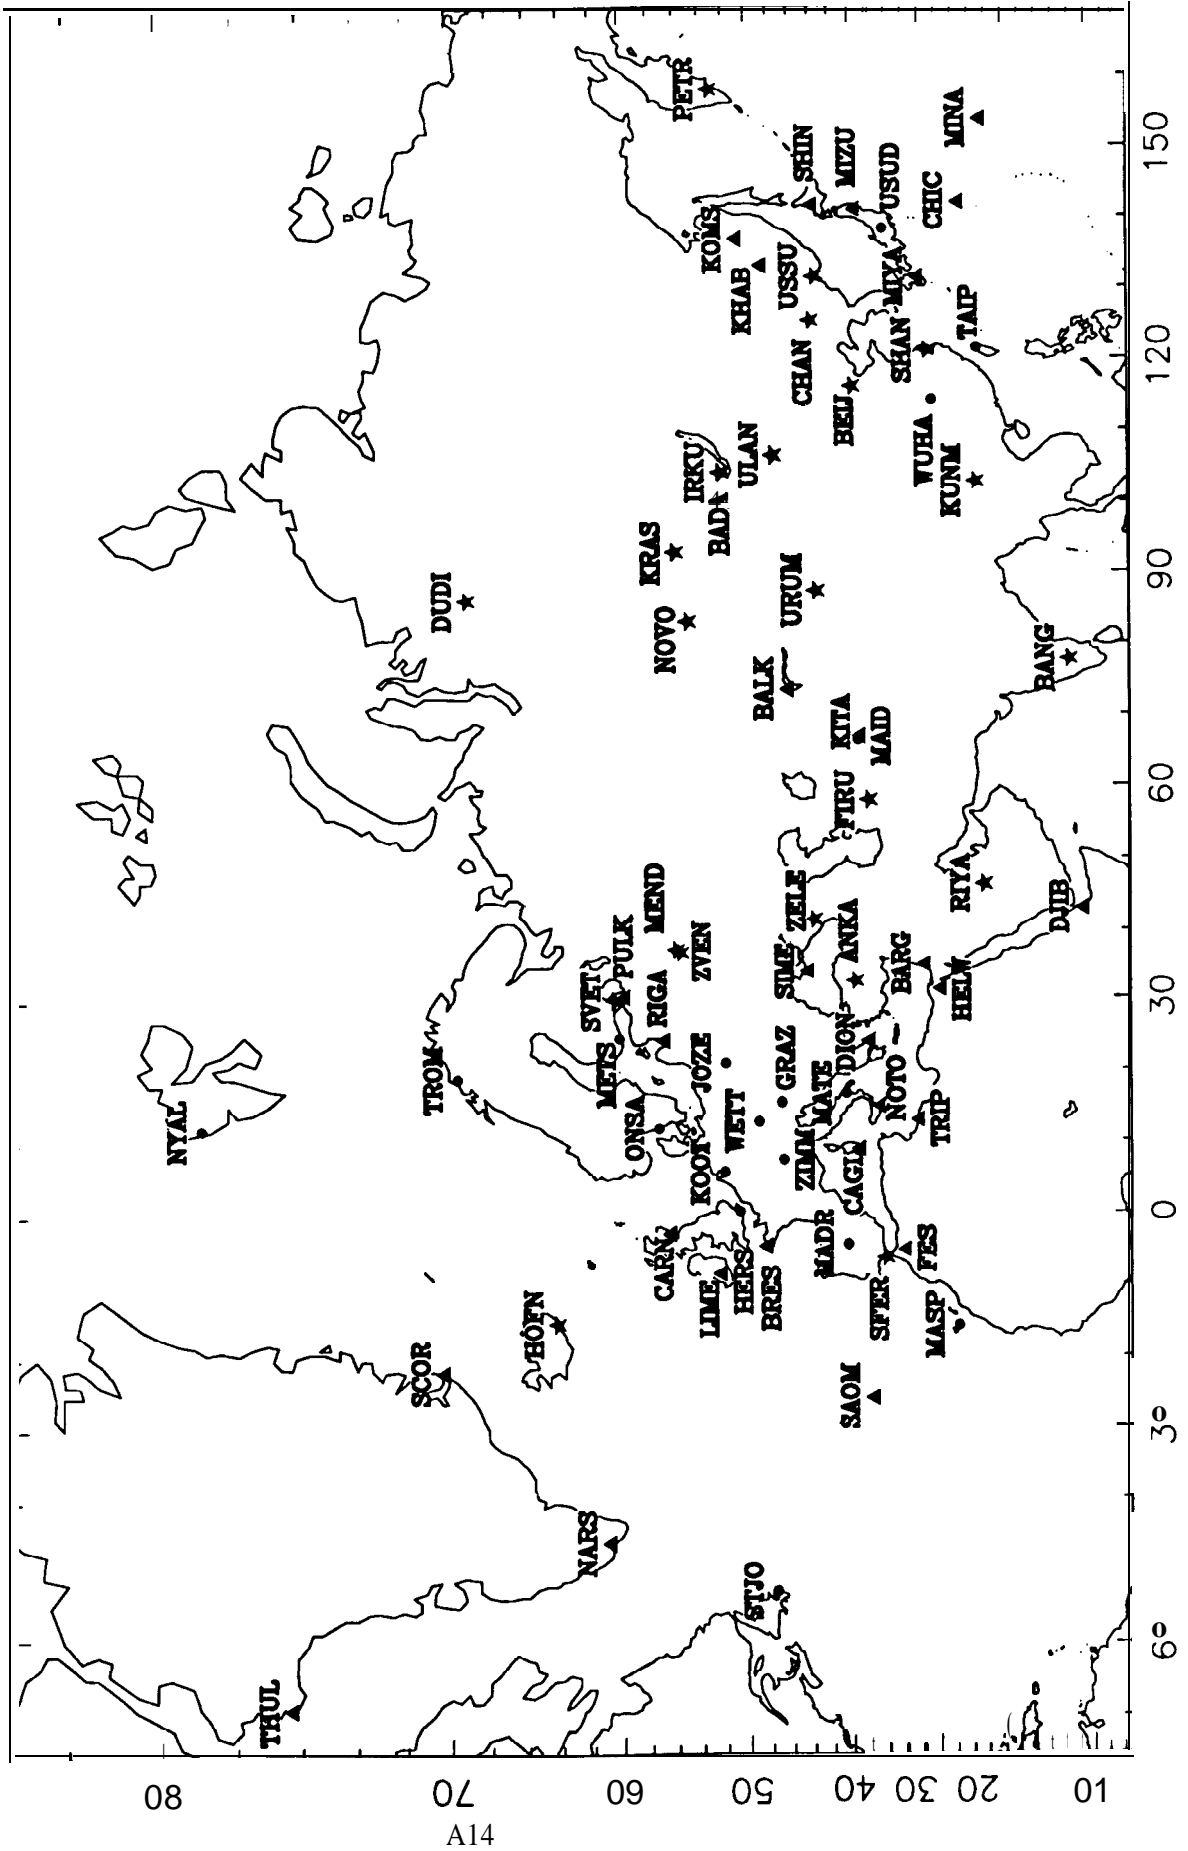 PETR
MINA
150
SHIN
MIZU
USUD
CHIC
KOMS
KHAB
USSU
MIYA
CHAN
SHAN
TAIP
120
BEIJ
WUHA
KUNM
ULAN
IRKU
BAD
KRAS
90
DUDI
NOVO
URUM
BANG
BALK
KITA
MAID
60
FIRU
RIYA
DJIB
MEND
ZELE
ANKA
PULK
ZVEN
SIME
BARG
HELW
SVET
RIGA
30
METS
JOZE
GRAZ
DION
TROM
MATE
NOTO
NYAL
ONSA
WETT
TRIP
KOOT
ZIMM
CAGL
0
MADR
FES
CARN
HERS
LIME
BRES
SFER
MASP
HOFN
SCOR
SAOM
30
NARS
STJO
60
THUL
80
70
60
50
40
30
20
10
A14